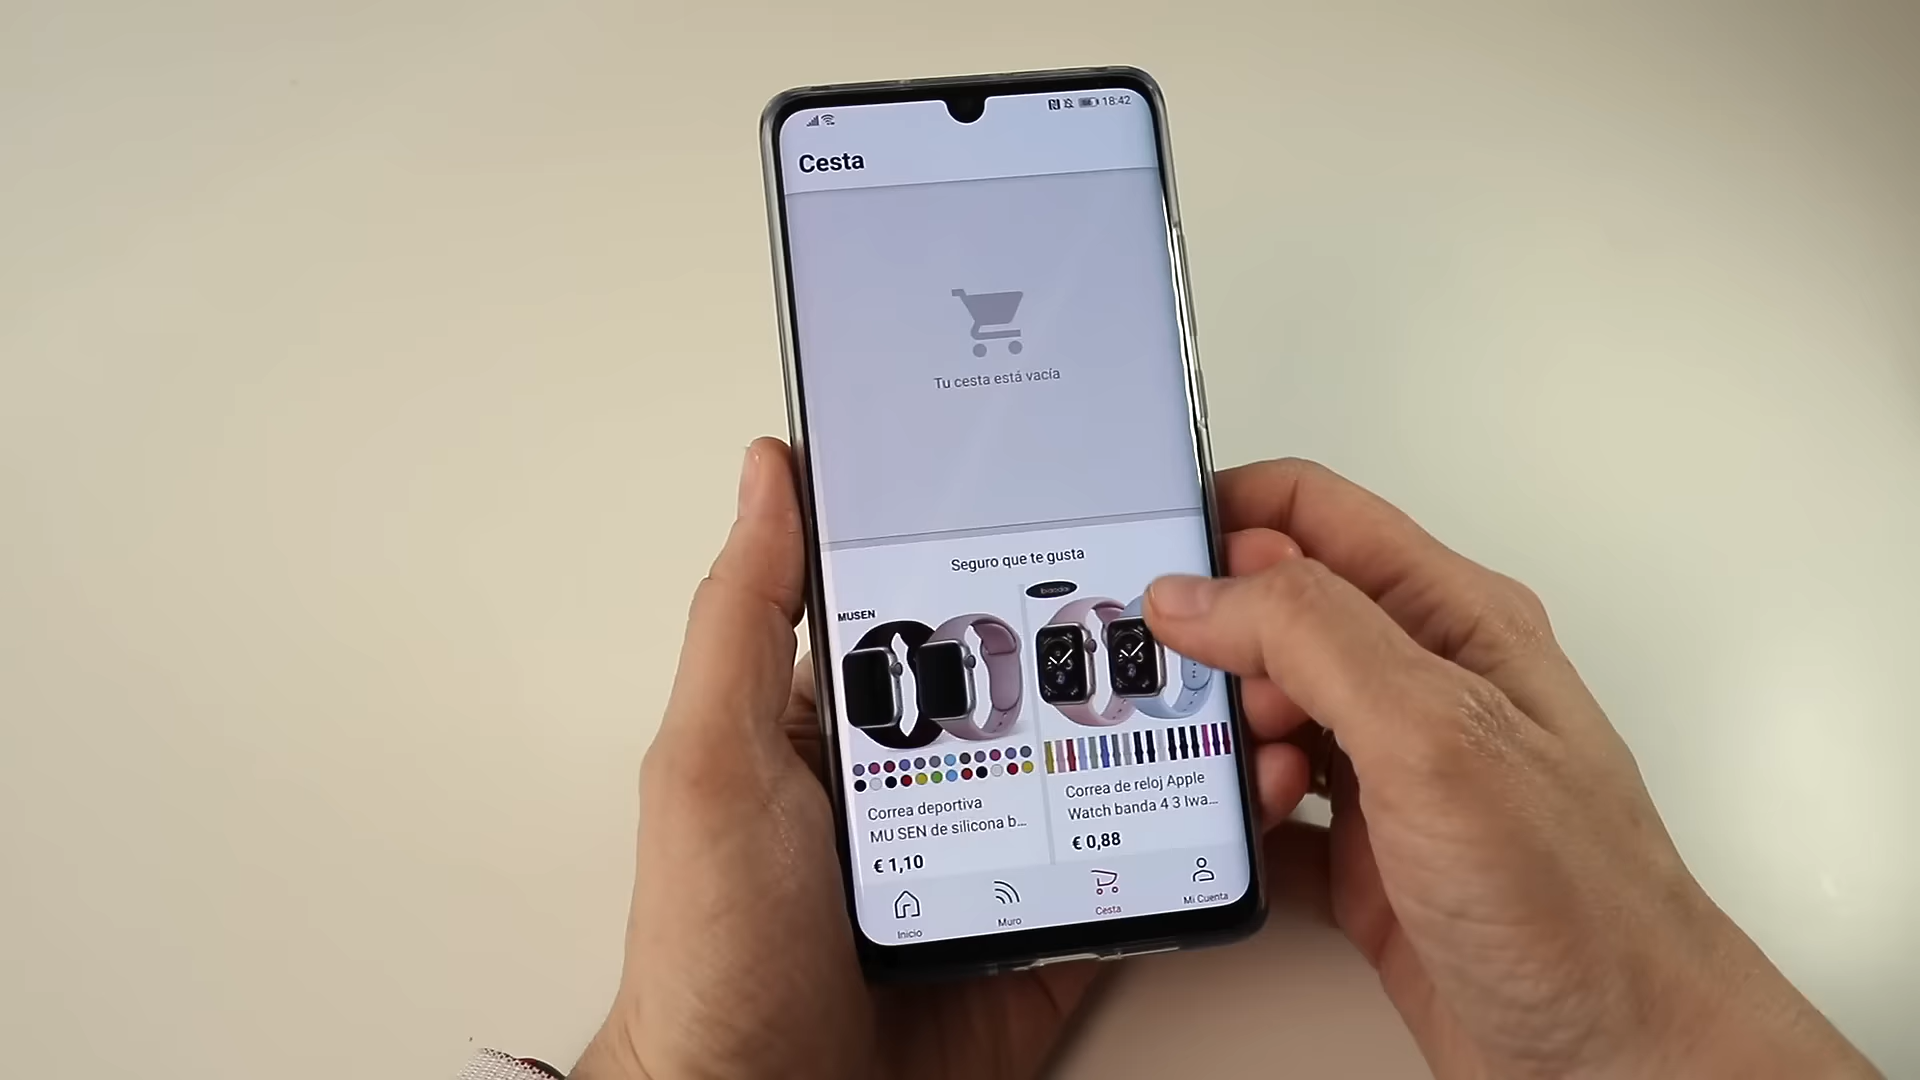 18:42
Cesta
Tu cesta está vacía
Seguro que te gusta
MUSEN
Correa deportiva
MU SEN de silicona b...
€ 1,10
Correa de reloj Apple
Watch banda 4 3 Iwa...
€ 0,88
Inicio
Muro
Cesta
Mi Cuenta